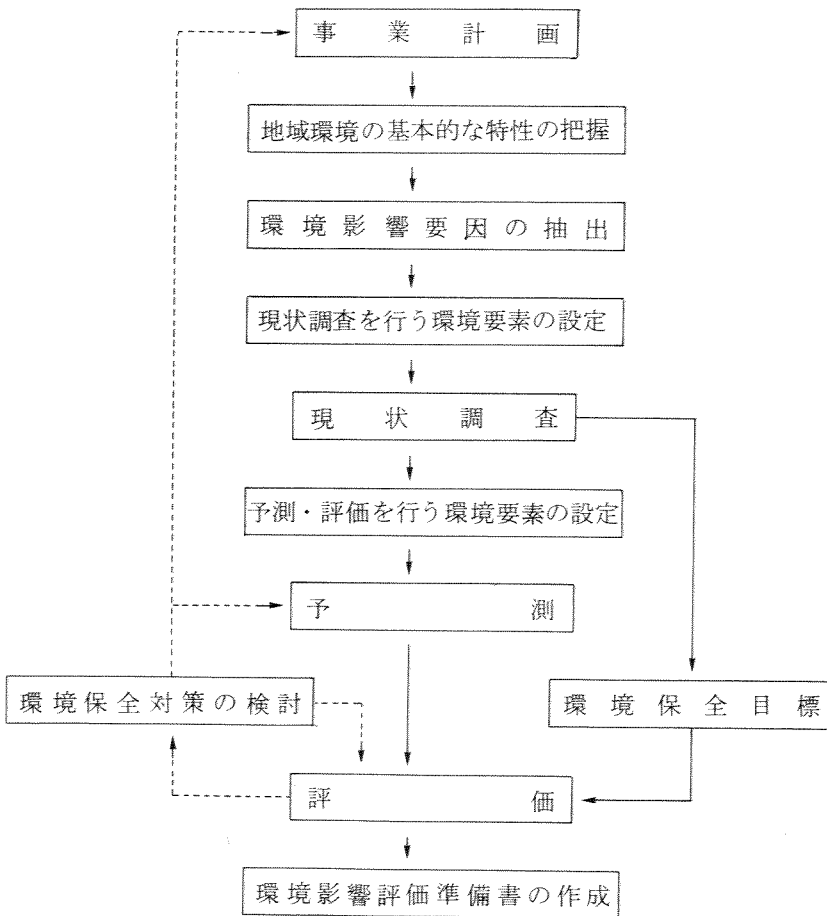 事業計画
地域環境の基本的な特性の把握
環境影響要因の抽出
現状調査を行う環境要素の設定
現状調査
予測・評価を行う環境要素の設定
予測
環境保全対策の検討
環境保全目標
評価
環境影響評価準備書の作成